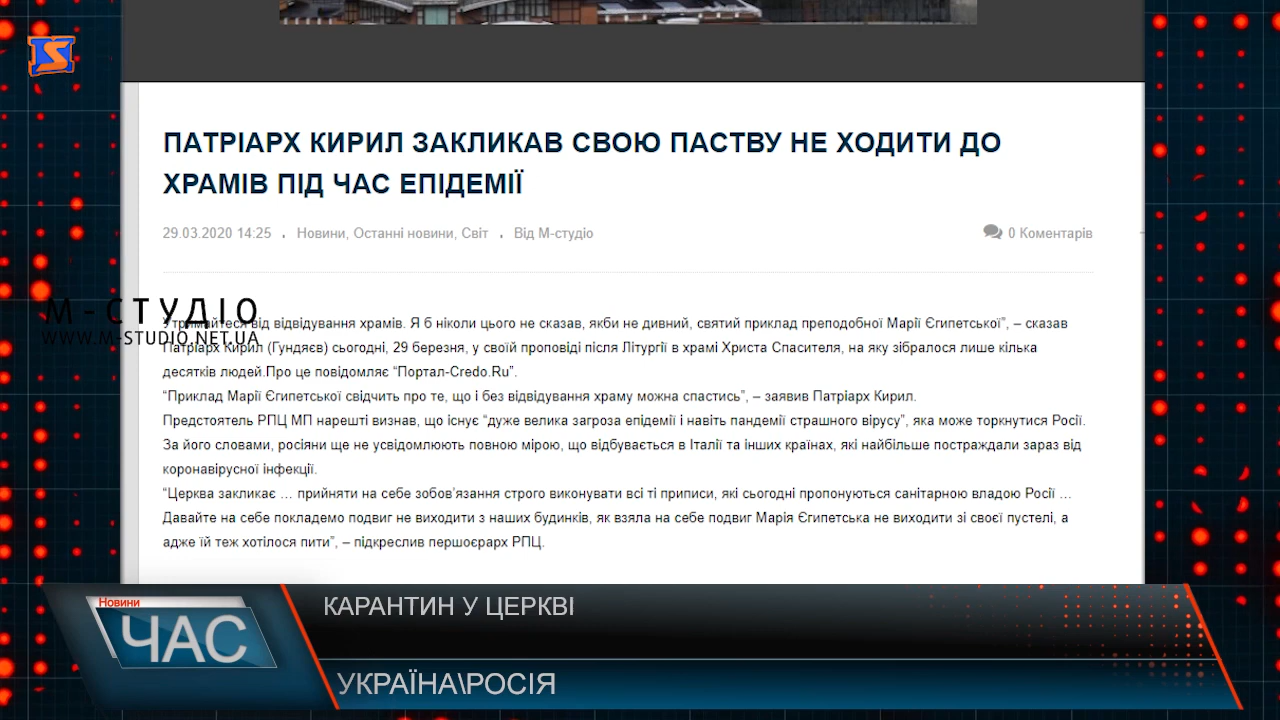 ПАТРІАРХ КИРИЛ ЗАКЛИКАВ СВОЮ ПАСТВУ НЕ ХОДИТИ ДО
ХРАМІВ ПІД ЧАС ЕПІДЕМІЇ
29.03.2020 14:25 . Новини, Останні новини, Світ . Від М-студіо
0 Коментарів
М-СТУДІО
WWW.M-STUDIO.NET.UA
Утримайтеся від відвідування храмів. Я б ніколи цього не сказав, якби не дивний, святий приклад преподобної Марії Єгипетської”, – сказав
Патріарх Кирил (Гундяєв) сьогодні, 29 березня, у своїй проповіді після Літургії в храмі Христа Спасителя, на яку зібралося лише кілька
десятків людей.Про це повідомляє “Портал-Credo.Ru”.
“Приклад Марії Єгипетської свідчить про те, що і без відвідування храму можна спастись”, – заявив Патріарх Кирил.
Предстоятель РПЦ МП нарешті визнав, що існує “дуже велика загроза епідемії і навіть пандемії страшного вірусу”, яка може торкнутися Росії.
За його словами, росіяни ще не усвідомлюють повною мірою, що відбувається в Італії та інших країнах, які найбільше постраждали зараз від
коронавірусної інфекції.
“Церква закликає … прийняти на себе зобов’язання строго виконувати всі ті приписи, які сьогодні пропонуються санітарною владою Росії …
Давайте на себе покладемо подвиг не виходити з наших будинків, як взяла на себе подвиг Марія Єгипетська не виходити зі своєї пустелі, а
адже їй теж хотілося пити”, – підкреслив першоєрарх РПЦ.
Новини
ЧАС
КАРАНТИН У ЦЕРКВІ
УКРАЇНА\РОСІЯ